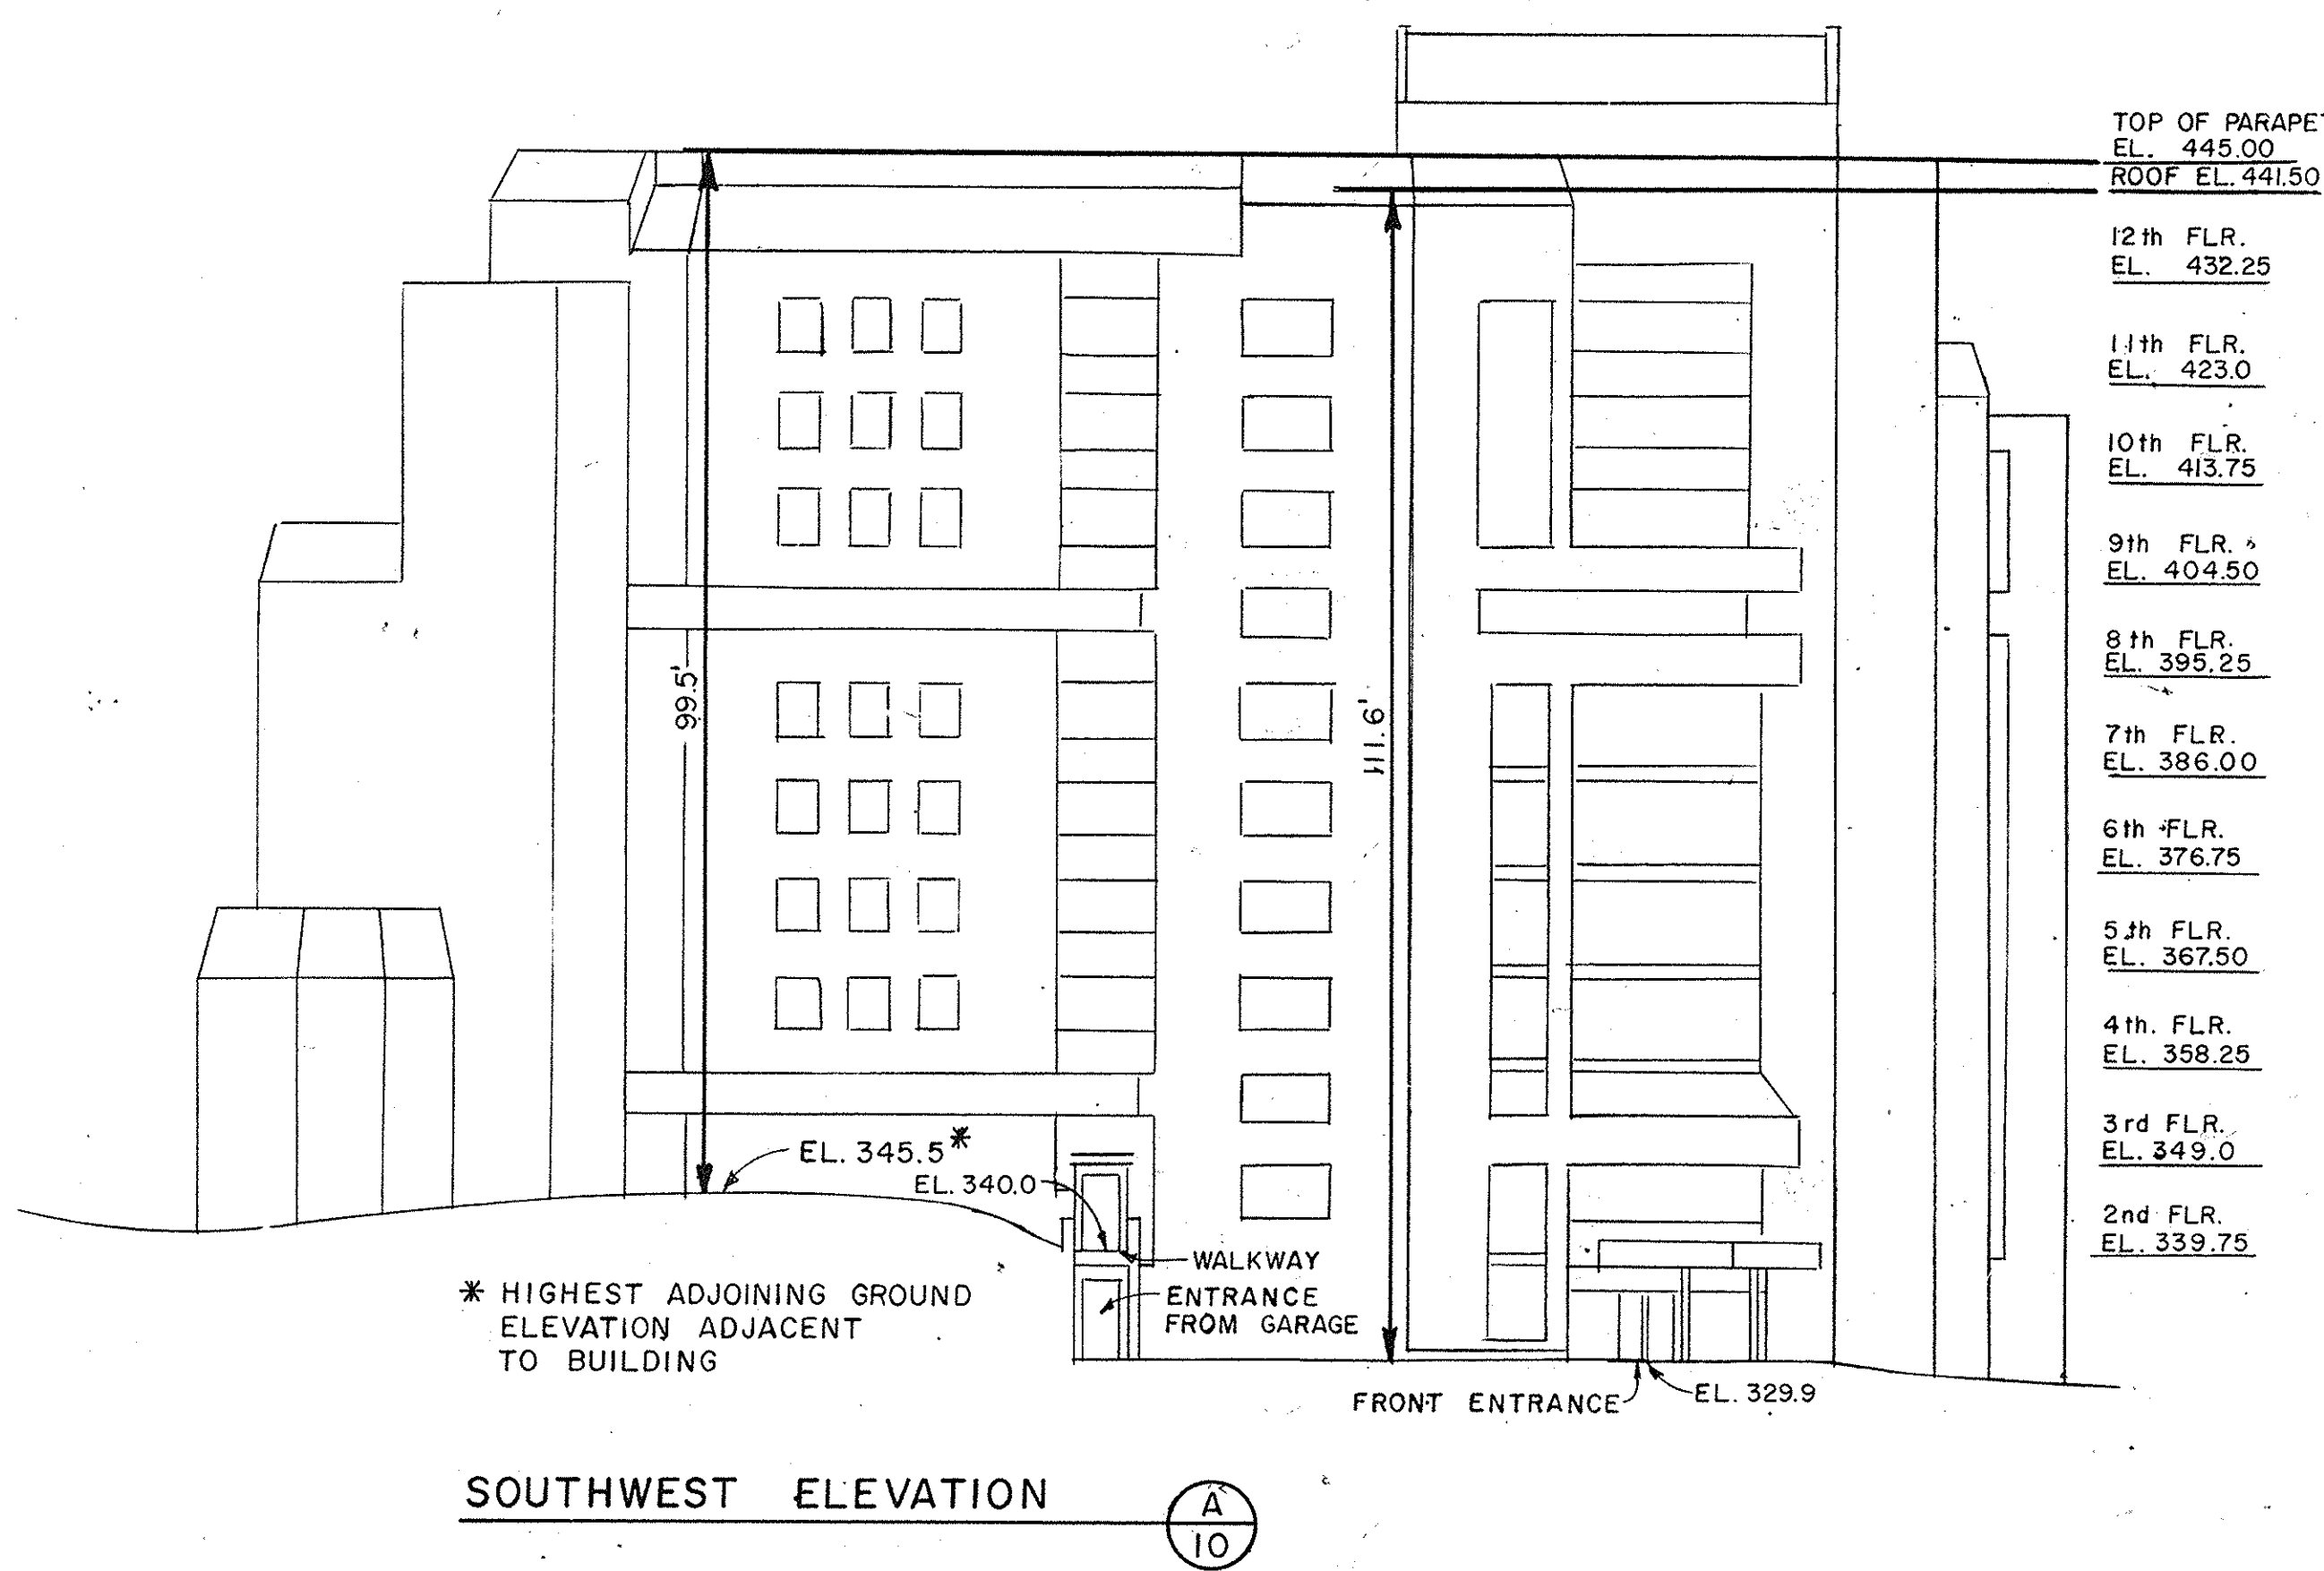 TOP OF PARAPET
EL. 445.00
ROOF EL. 441.50
12th FLR.
EL. 432.25
11th FLR.
EL. 423.0
10th FLR.
EL. 413.75
9th FLR.
EL. 404.50
8th FLR.
EL. 395.25
7th FLR.
EL. 386.00
6th FLR.
EL. 376.75
5th FLR.
EL. 367.50
4th. FLR.
EL. 358.25
3rd FLR.
EL. 349.0
2nd FLR.
EL. 339.75
99.5'
111.6'
EL. 345.5*
EL. 340.0
WALKWAY
ENTRANCE
FROM GARAGE
* HIGHEST ADJOINING GROUND
ELEVATION ADJACENT
TO BUILDING
FRONT ENTRANCE
EL. 329.9
SOUTHWEST ELEVATION
A
10